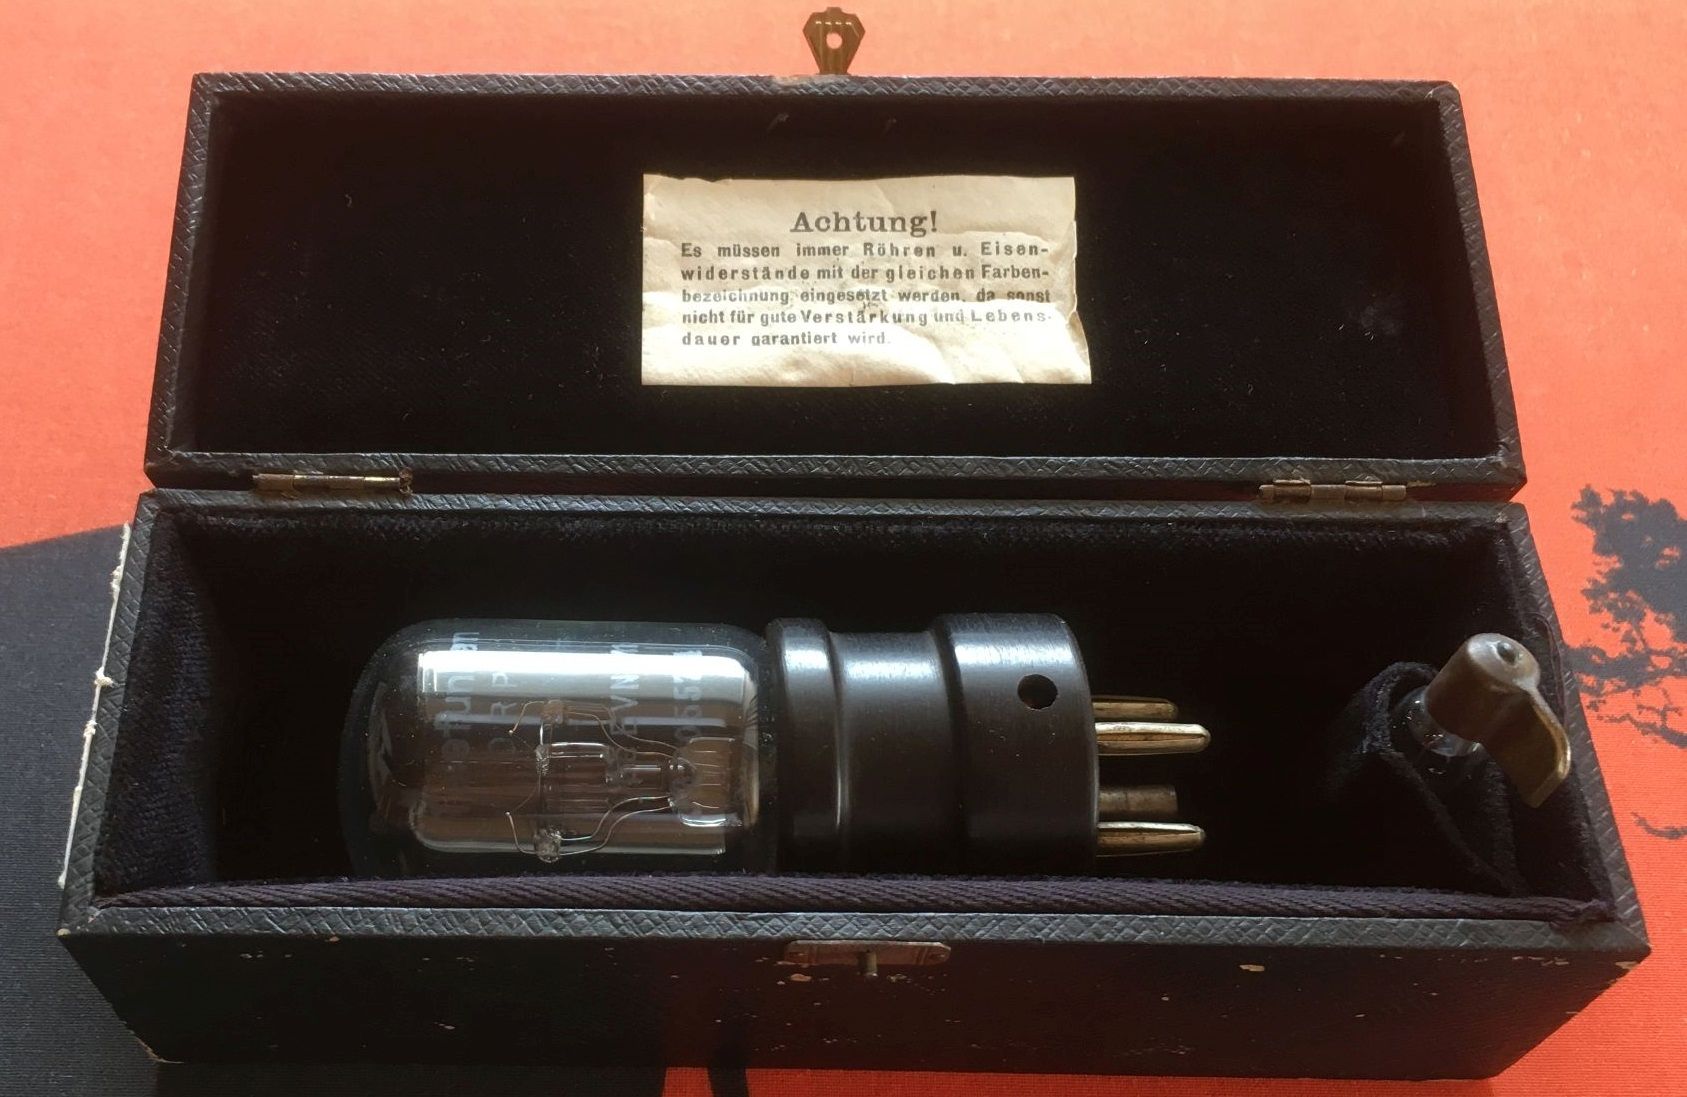 Achtung!
Es müssen immer Röhren u. Eisen-
widerstände mit der gleichen Farben-
bezeichnung eingesetzt werden, da sonst
nicht für gute Verstärkung und Lebens-
dauer garantiert wird.